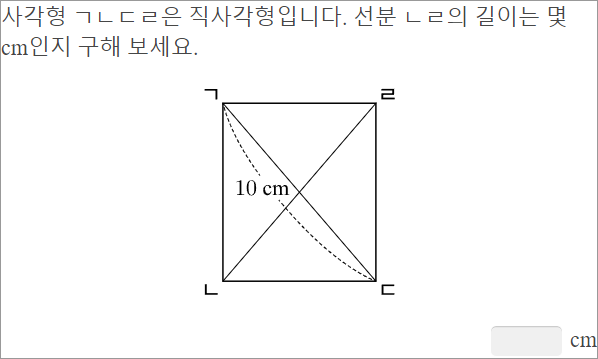 사각형 ㄱㄴㄷㄹ은 직사각형입니다. 선분 ㄴㄹ의 길이는 몇
cm인지 구해 보세요.
ㄱ ㄹ
10 cm
ㄴ ㄷ
cm